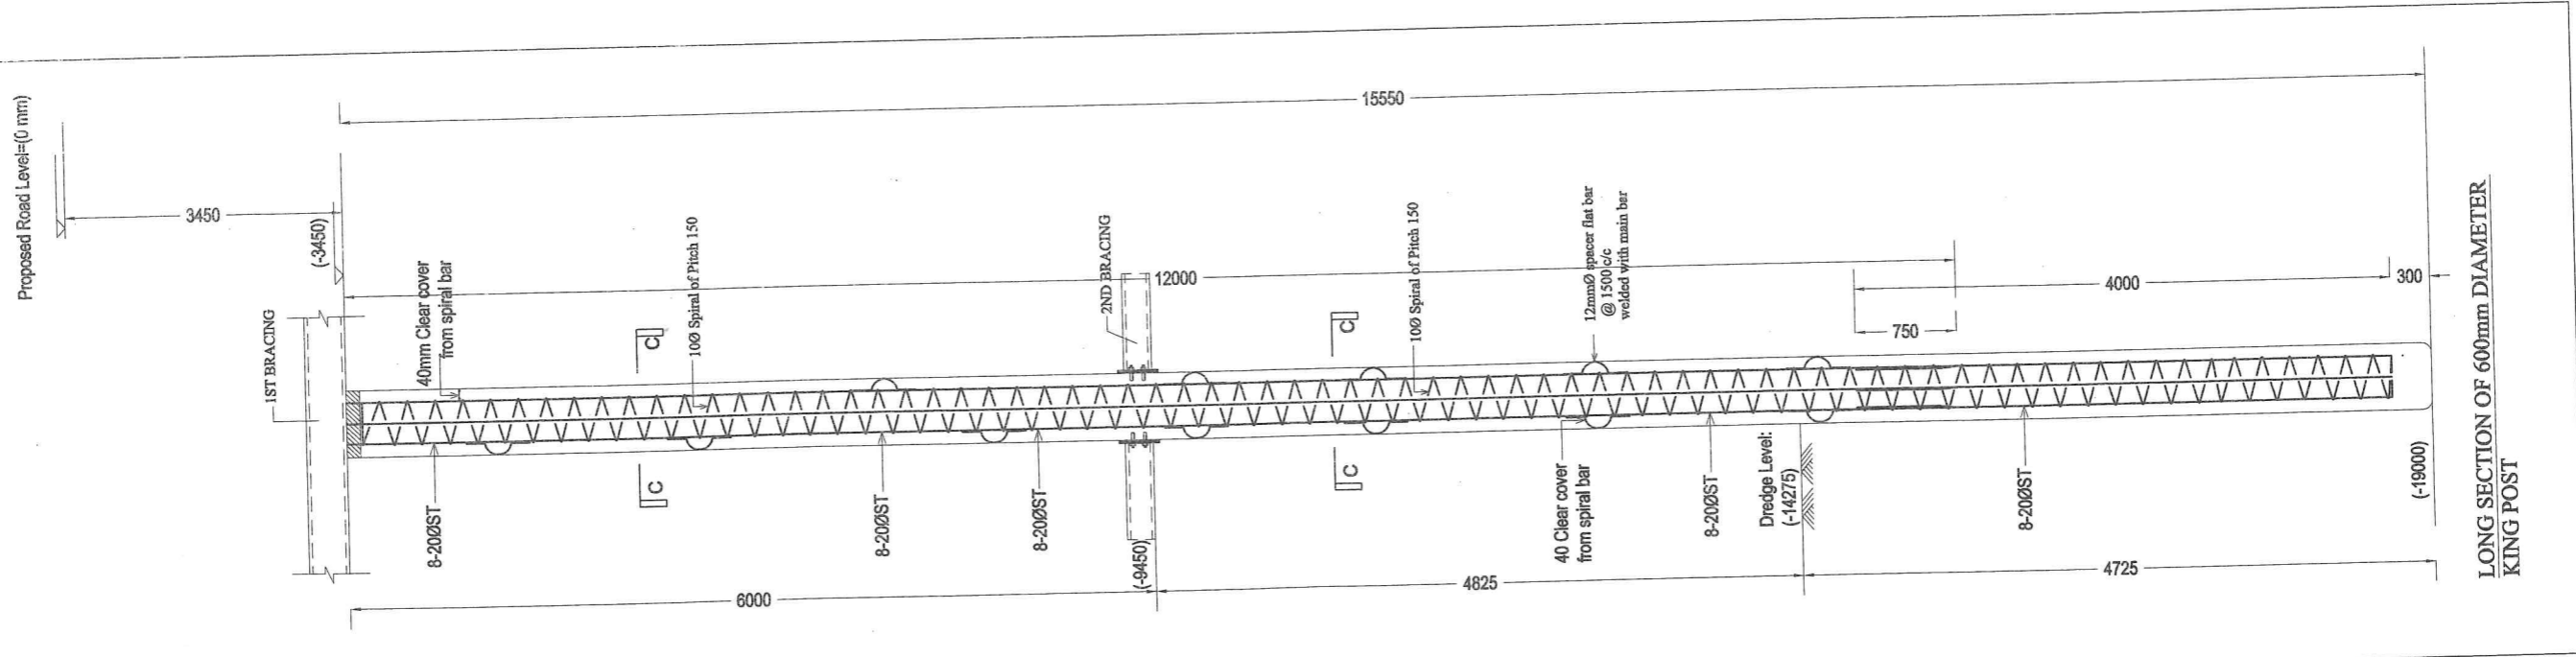 Proposed Road Level=(0 mm)
15550
3450
(-3450)
1ST BRACING
40mm Clear cover
from spiral bar
10Ø Spiral of Pitch 150
2ND BRACING
12000
10Ø Spiral of Pitch 150
12mmØ specer flat bar
@ 1500 c/c
welded with main bar
4000
300
750
C
C
C
C
8-20ØST
8-20ØST
8-20ØST
40 Clear cover
from spiral bar
8-20ØST
Dredge Level:
(-14275)
8-20ØST
(-9450)
(-19000)
6000
4825
4725
LONG SECTION OF 600mm DIAMETER
KING POST